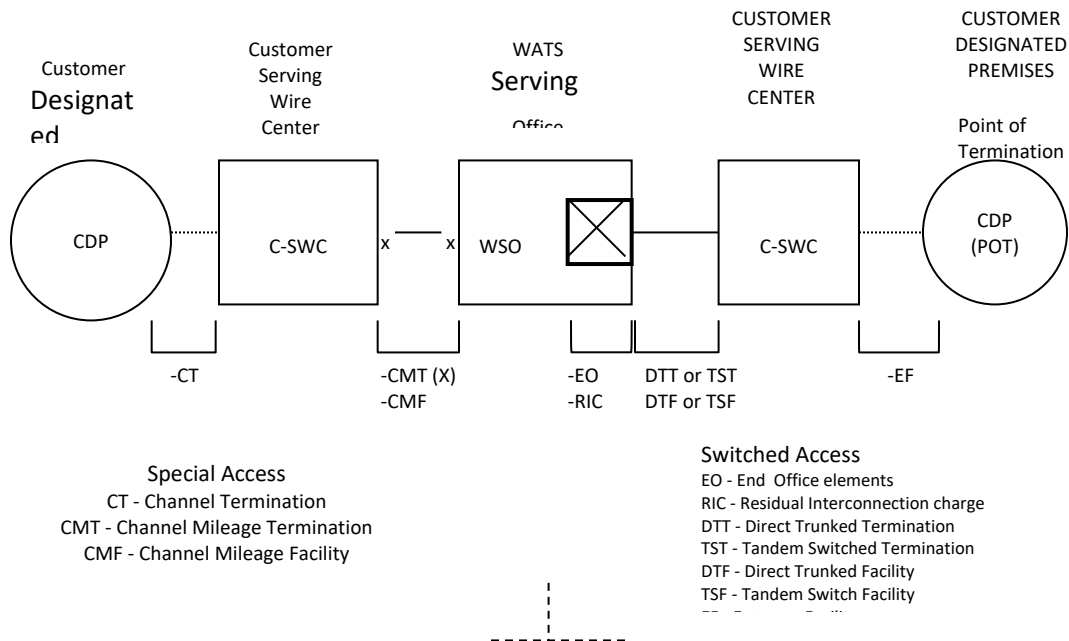 Customer
Designat
ed
Customer
Serving
Wire
Center
WATS
Serving
Office
CUSTOMER
SERVING
WIRE
CENTER
CUSTOMER
DESIGNATED
PREMISES
Point of
Termination
CDP
C-SWC
x
x
WSO
C-SWC
CDP
(POT)
-CT
-CMT (X)
-CMF
-EO
-RIC
DTT or TST
DTF or TSF
-EF
Special Access
CT - Channel Termination
CMT - Channel Mileage Termination
CMF - Channel Mileage Facility
Switched Access
EO - End Office elements
RIC - Residual Interconnection charge
DTT - Direct Trunked Termination
TST - Tandem Switched Termination
DTF - Direct Trunked Facility
TSF - Tandem Switch Facility